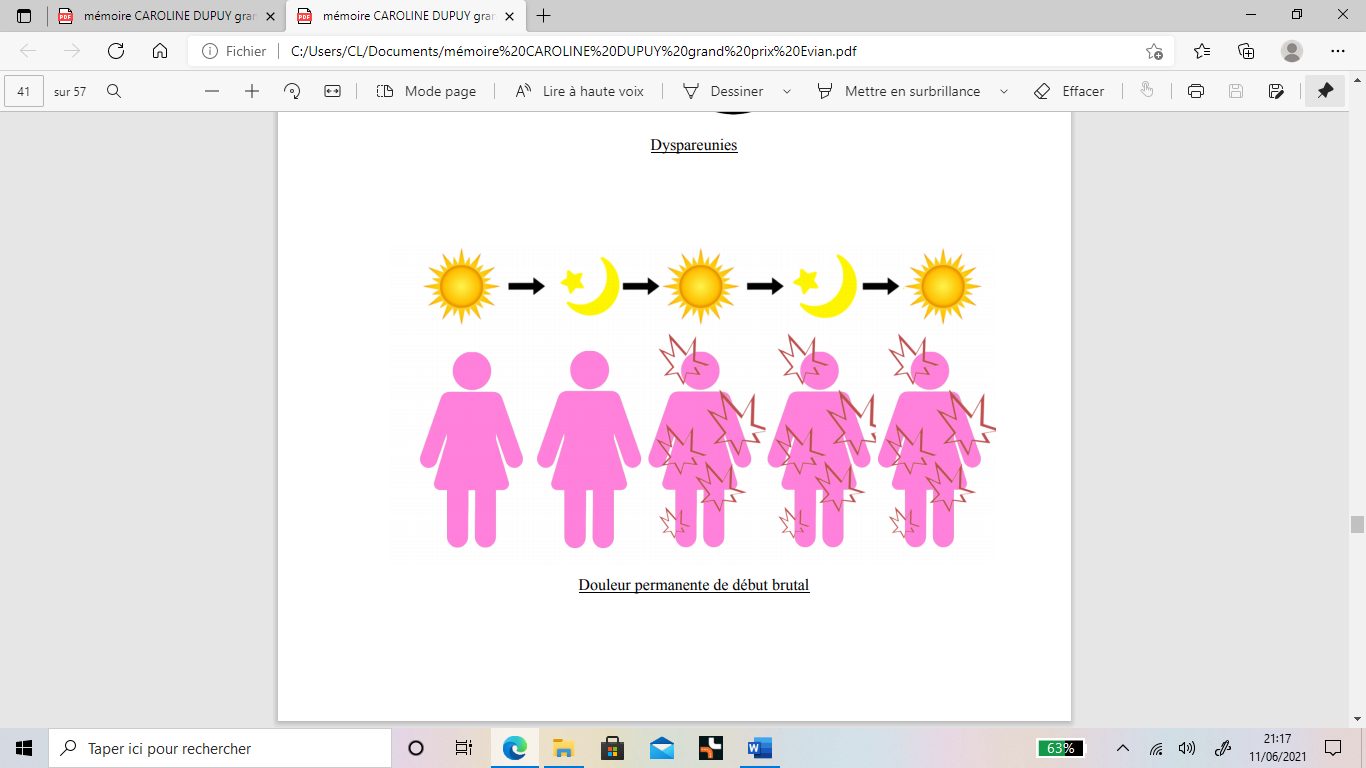 mémoire CAROLINE DUPUY gran
mémoire CAROLINE DUPUY gran
Fichier
C:/Users/CL/Documents/mémoire%20CAROLINE%20DUPUY%20grand%20prix%20Evian.pdf
41 sur 57
Mode page
Lire à haute voix
Dessiner
Mettre en surbrillance
Effacer
Dyspareunies
Douleur permanente de début brutal
Taper ici pour rechercher
63%
21:17
11/06/2021